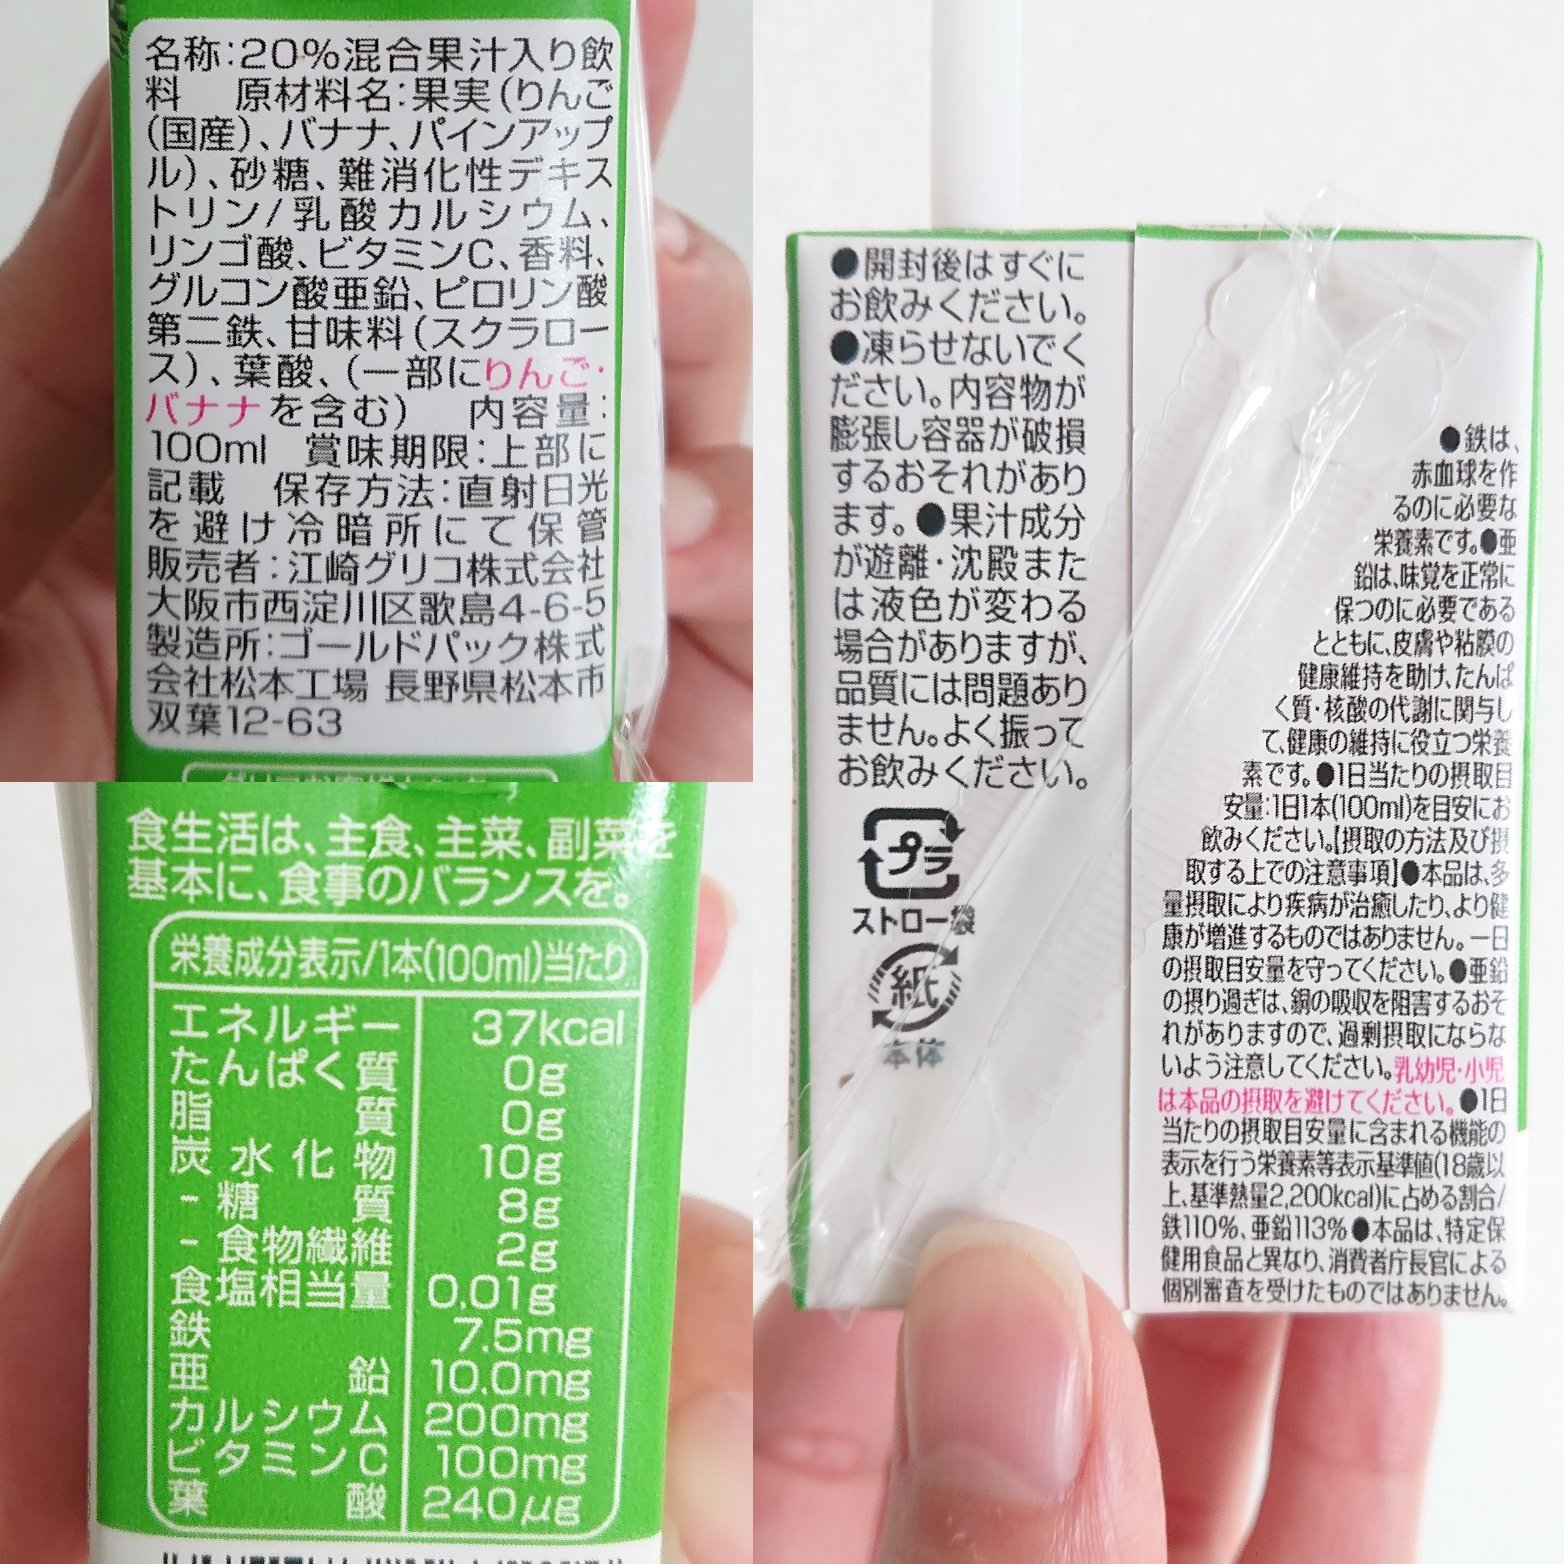 名称:20%混合果汁入り飲
料 原材料名:果実(りんご
(国産)、バナナ、パインアップ
ル)、砂糖、難消化性デキス
トリン/乳酸カルシウム、
リンゴ酸、ビタミンC、香料、
グルコン酸亜鉛、ピロリン酸
第二鉄、甘味料(スクラロー
ス)、葉酸、(一部にりんご・
バナナを含む) 内容量:
100ml 賞味期限:上部に
記載 保存方法:直射日光
を避け冷暗所にて保管
販売者:江崎グリコ株式会社
大阪市西淀川区歌島4-6-5
製造所:ゴールドパック株式
会社松本工場 長野県松本市
双葉12-63
食生活は、主食、主菜、副菜を
基本に、食事のバランスを。
栄養成分表示/1本(100ml)当たり
エネルギー 37kcal
たんぱく質 0g
脂質 0g
炭水化物 10g
-糖質 8g
-食物繊維 2g
食塩相当量 0.01g
鉄 7.5mg
亜鉛 10.0mg
カルシウム 200mg
ビタミンC 100mg
葉酸 240μg
●開封後はすぐに
お飲みください。
●凍らせないでく
ださい。内容物が
膨張し容器が破損
するおそれがあり
ます。●果汁成分
が遊離・沈殿また
は液色が変わる
場合がありますが、
品質には問題あり
ません。よく振って
お飲みください。
プラ
ストロー袋
紙
本体
●鉄は、
赤血球を作
るのに必要な
栄養素です。●亜
鉛は、味覚を正常に
保つのに必要である
とともに、皮膚や粘膜の
健康維持を助け、たんぱ
く質・核酸の代謝に関与し
て、健康の維持に役立つ栄養
素です。●1日当たりの摂取目
安量:1日1本(100ml)を目安にお
飲みください。【摂取の方法及び摂
取する上での注意事項】●本品は、多
量摂取により疾病が治癒したり、より健
康が増進するものではありません。一日
の摂取目安量を守ってください。●亜鉛
の摂り過ぎは、銅の吸収を阻害するおそ
れがありますので、過剰摂取にならな
いよう注意してください。乳幼児・小児
は本品の摂取を避けてください。●1日
当たりの摂取目安量に含まれる機能の
表示を行う栄養素等表示基準値(18歳以
上、基準熱量2,200kcal)に占める割合/
鉄110%、亜鉛113%●本品は、特定保
健用食品と異なり、消費者庁長官による
個別審査を受けたものではありません。